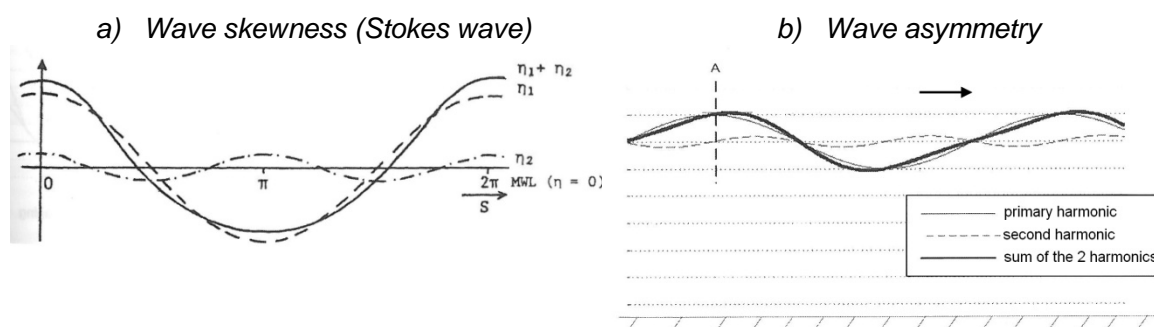 a) Wave skewness (Stokes wave)
η₁ + η₂
η₁
η₂
0
π
2π
MWL (η = 0)
S
b) Wave asymmetry
A
primary harmonic
second harmonic
sum of the 2 harmonics